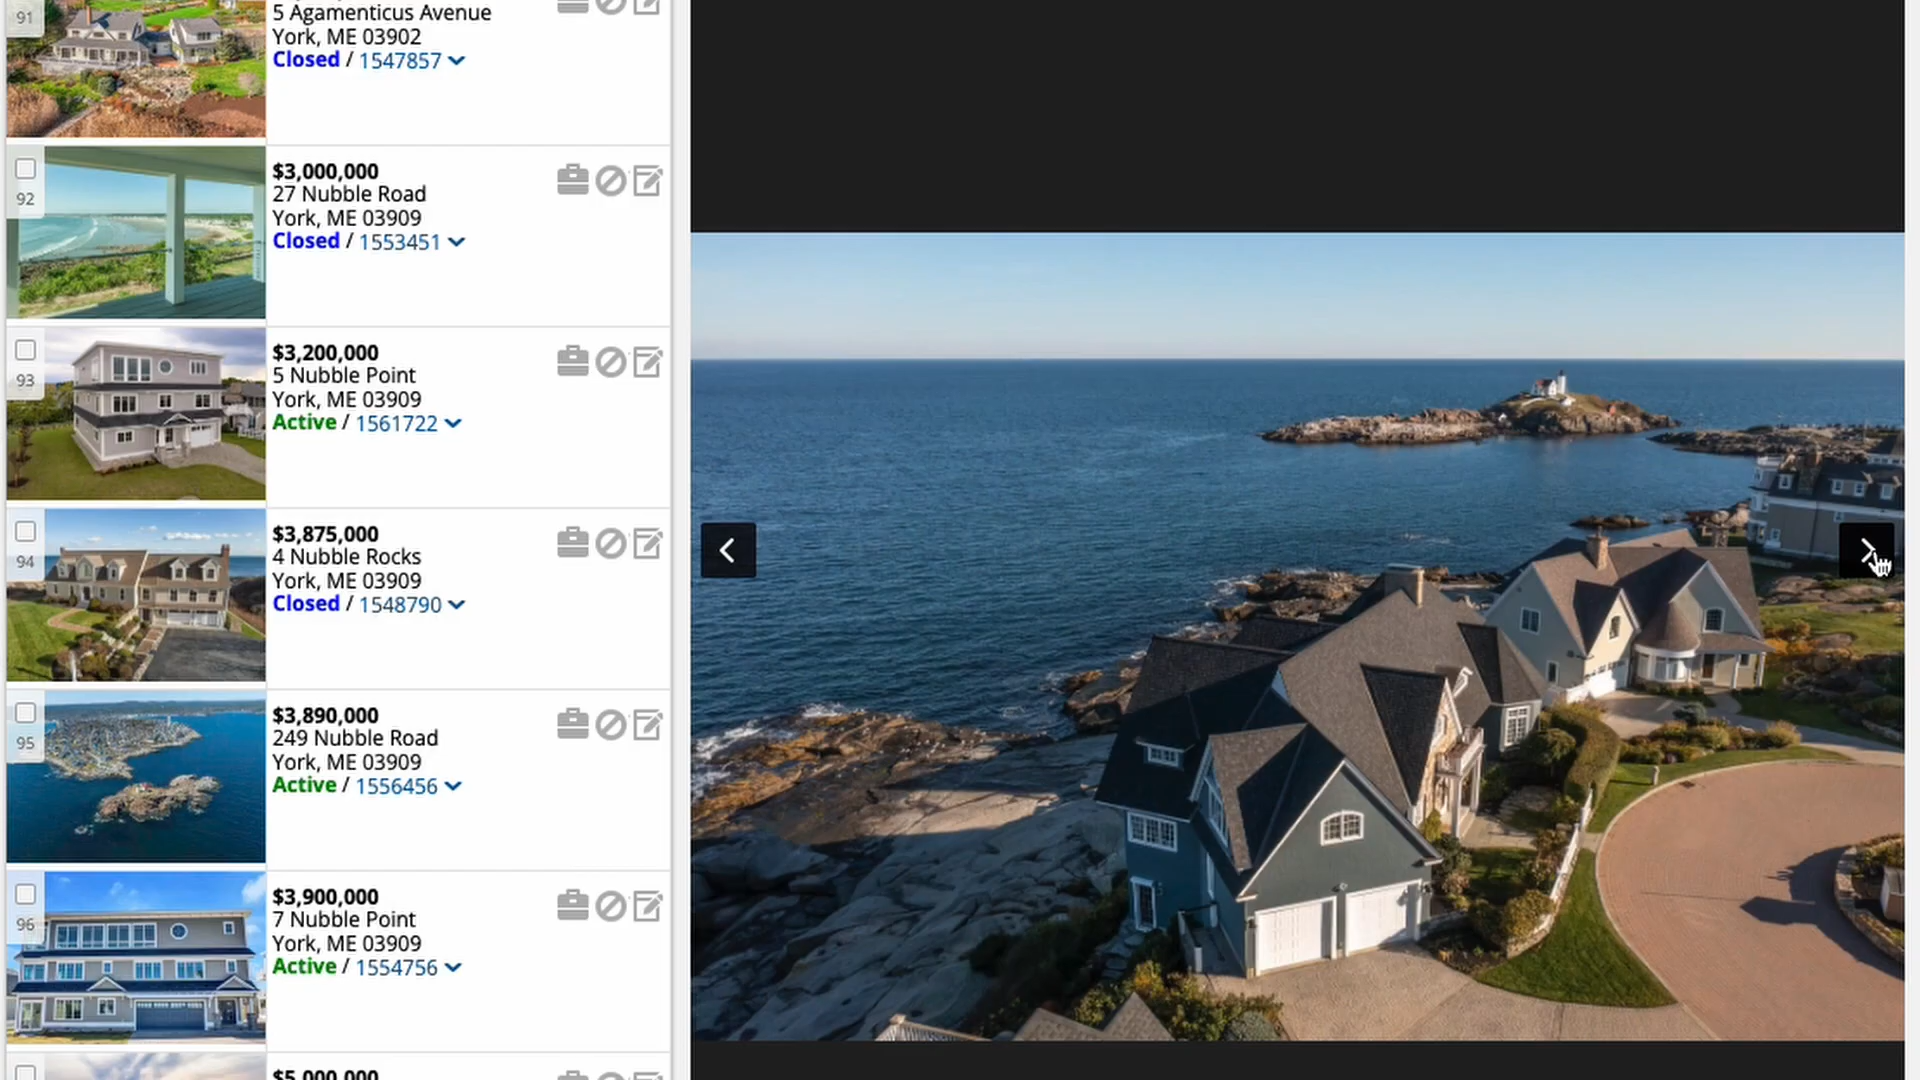 91
5 Agamenticus Avenue
York, ME 03902
Closed / 1547857
92
$3,000,000
27 Nubble Road
York, ME 03909
Closed / 1553451
93
$3,200,000
5 Nubble Point
York, ME 03909
Active / 1561722
94
$3,875,000
4 Nubble Rocks
York, ME 03909
Closed / 1548790
95
$3,890,000
249 Nubble Road
York, ME 03909
Active / 1556456
96
$3,900,000
7 Nubble Point
York, ME 03909
Active / 1554756
$5,000,000